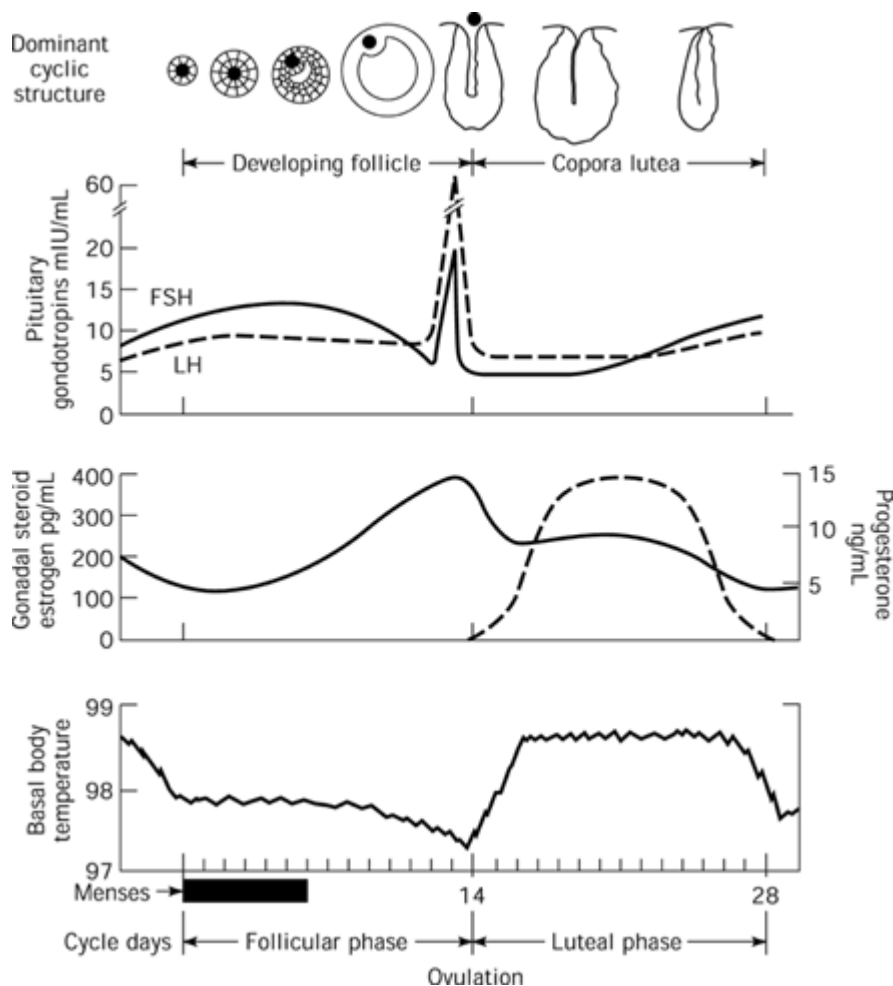 Dominant
cyclic
structure
Developing follicle
Copora lutea
Pituitary
gondotropins mIU/mL
60
20
15
10
5
0
FSH
LH
Gonadal steroid
estrogen pg/mL
400
300
200
100
0
15
10
5
Progesterone
ng/mL
Basal body
temperature
99
98
97
Menses
14
28
Cycle days
Follicular phase
Luteal phase
Ovulation